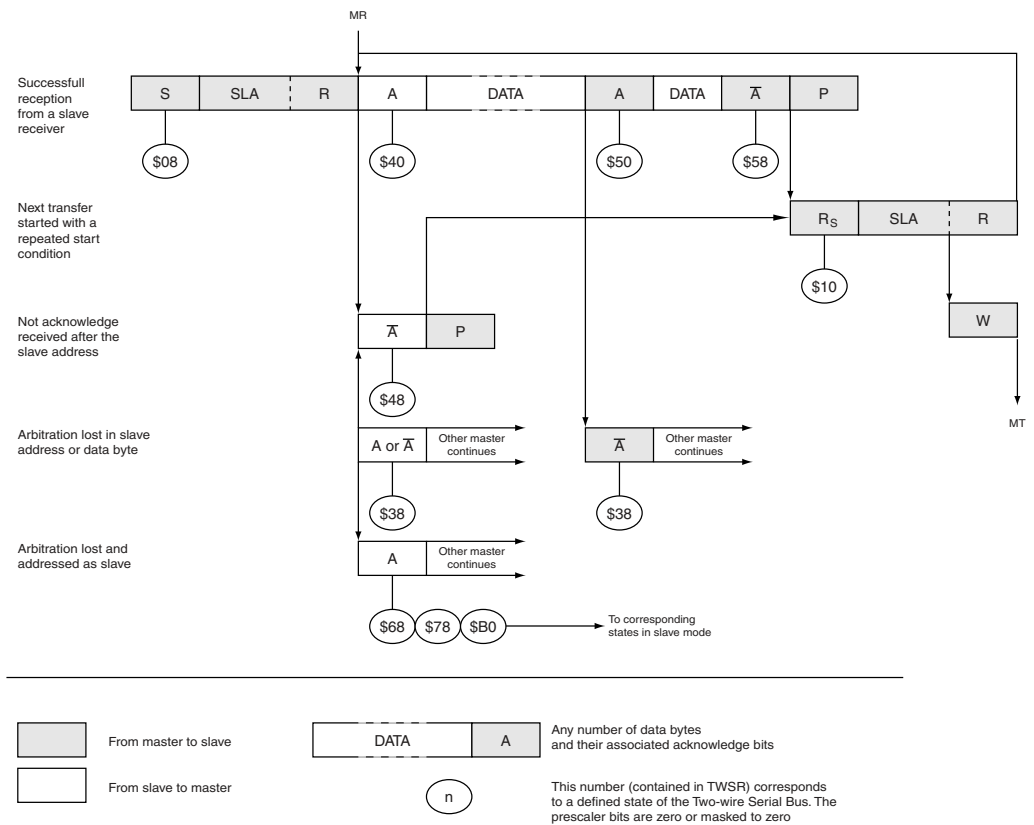 MR
Successfull
reception
from a slave
receiver
S SLA R A DATA A DATA A̅ P
$08 $40 $50 $58
Next transfer
started with a
repeated start
condition
RS SLA R
$10
Not acknowledge
received after the
slave address
A̅ P
W
$48
MT
Arbitration lost in slave
address or data byte
A or A̅
Other master
continues
A̅
Other master
continues
$38 $38
Arbitration lost and
addressed as slave
A
Other master
continues
$68 $78 $B0
To corresponding
states in slave mode
From master to slave
DATA A
Any number of data bytes
and their associated acknowledge bits
From slave to master
n
This number (contained in TWSR) corresponds
to a defined state of the Two-wire Serial Bus. The
prescaler bits are zero or masked to zero